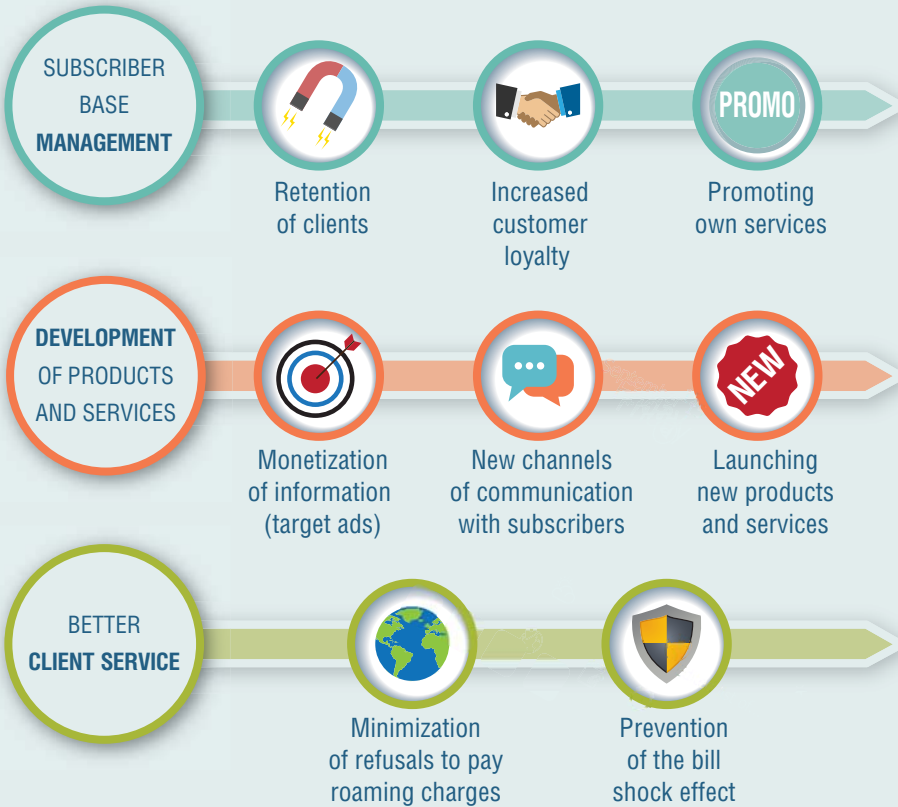 SUBSCRIBER
BASE
MANAGEMENT
PROMO
Retention
of clients
Increased
customer
loyalty
Promoting
own services
DEVELOPMENT
OF PRODUCTS
AND SERVICES
NEW
Monetization
of information
(target ads)
New channels
of communication
with subscribers
Launching
new products
and services
BETTER
CLIENT SERVICE
Minimization
of refusals to pay
roaming charges
Prevention
of the bill
shock effect